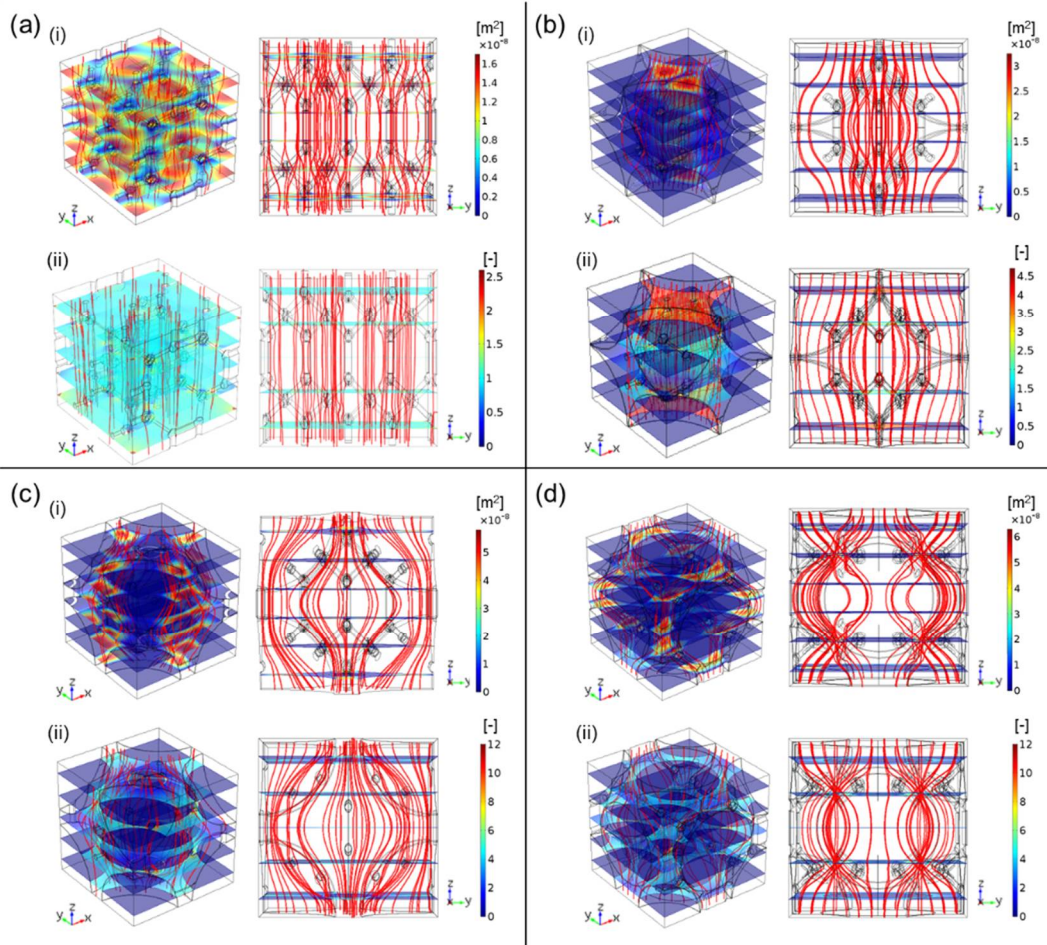 (a)
(i)
[m²]
×10⁻⁸
1.6
1.4
1.2
1
0.8
0.6
0.4
0.2
0
y z x
z x y
(ii)
[-]
2.5
2
1.5
1
0.5
0
y z x
z x y
(b)
(i)
[m²]
×10⁻⁸
3
2.5
2
1.5
1
0.5
0
y z x
z x y
(ii)
[-]
4.5
4
3.5
3
2.5
2
1.5
1
0.5
0
y z x
z x y
(c)
(i)
[m²]
×10⁻⁸
5
4
3
2
1
0
y z x
z x y
(ii)
[-]
12
10
8
6
4
2
0
y z x
z x y
(d)
(i)
[m²]
×10⁻⁸
6
5
4
3
2
1
0
y z x
z x y
(ii)
[-]
12
10
8
6
4
2
0
y z x
z x y